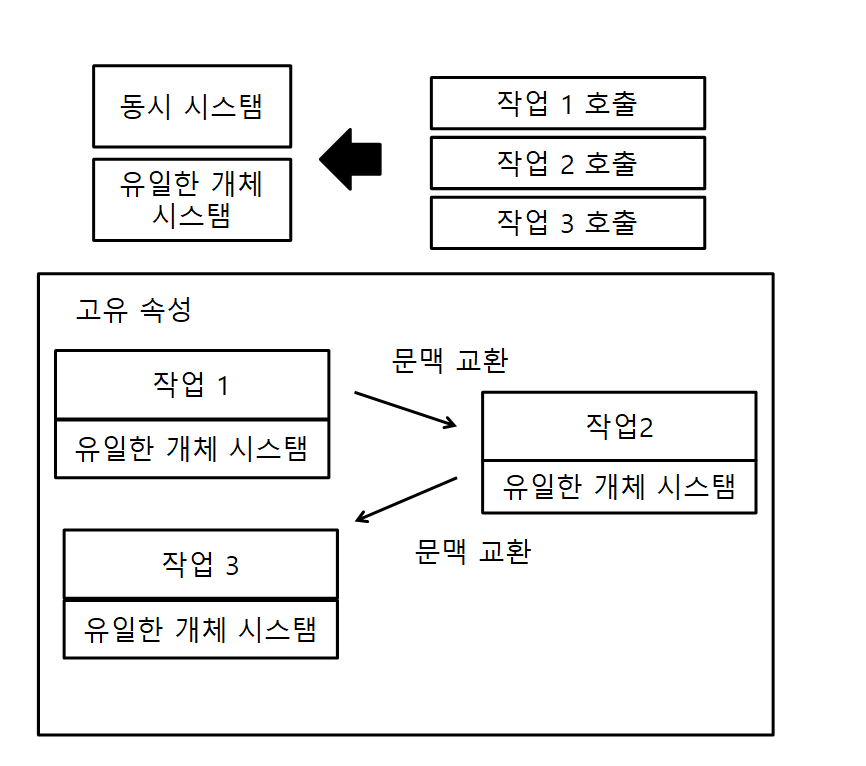 동시 시스탬
유일한 개체
시스탬
작업 1 호출
작업 2 호출
작업 3 호출
고유 속성
작업 1
유일한 개체 시스탬
문맥 교환
작업2
유일한 개체 시스탬
문맥 교환
작업 3
유일한 개체 시스탬